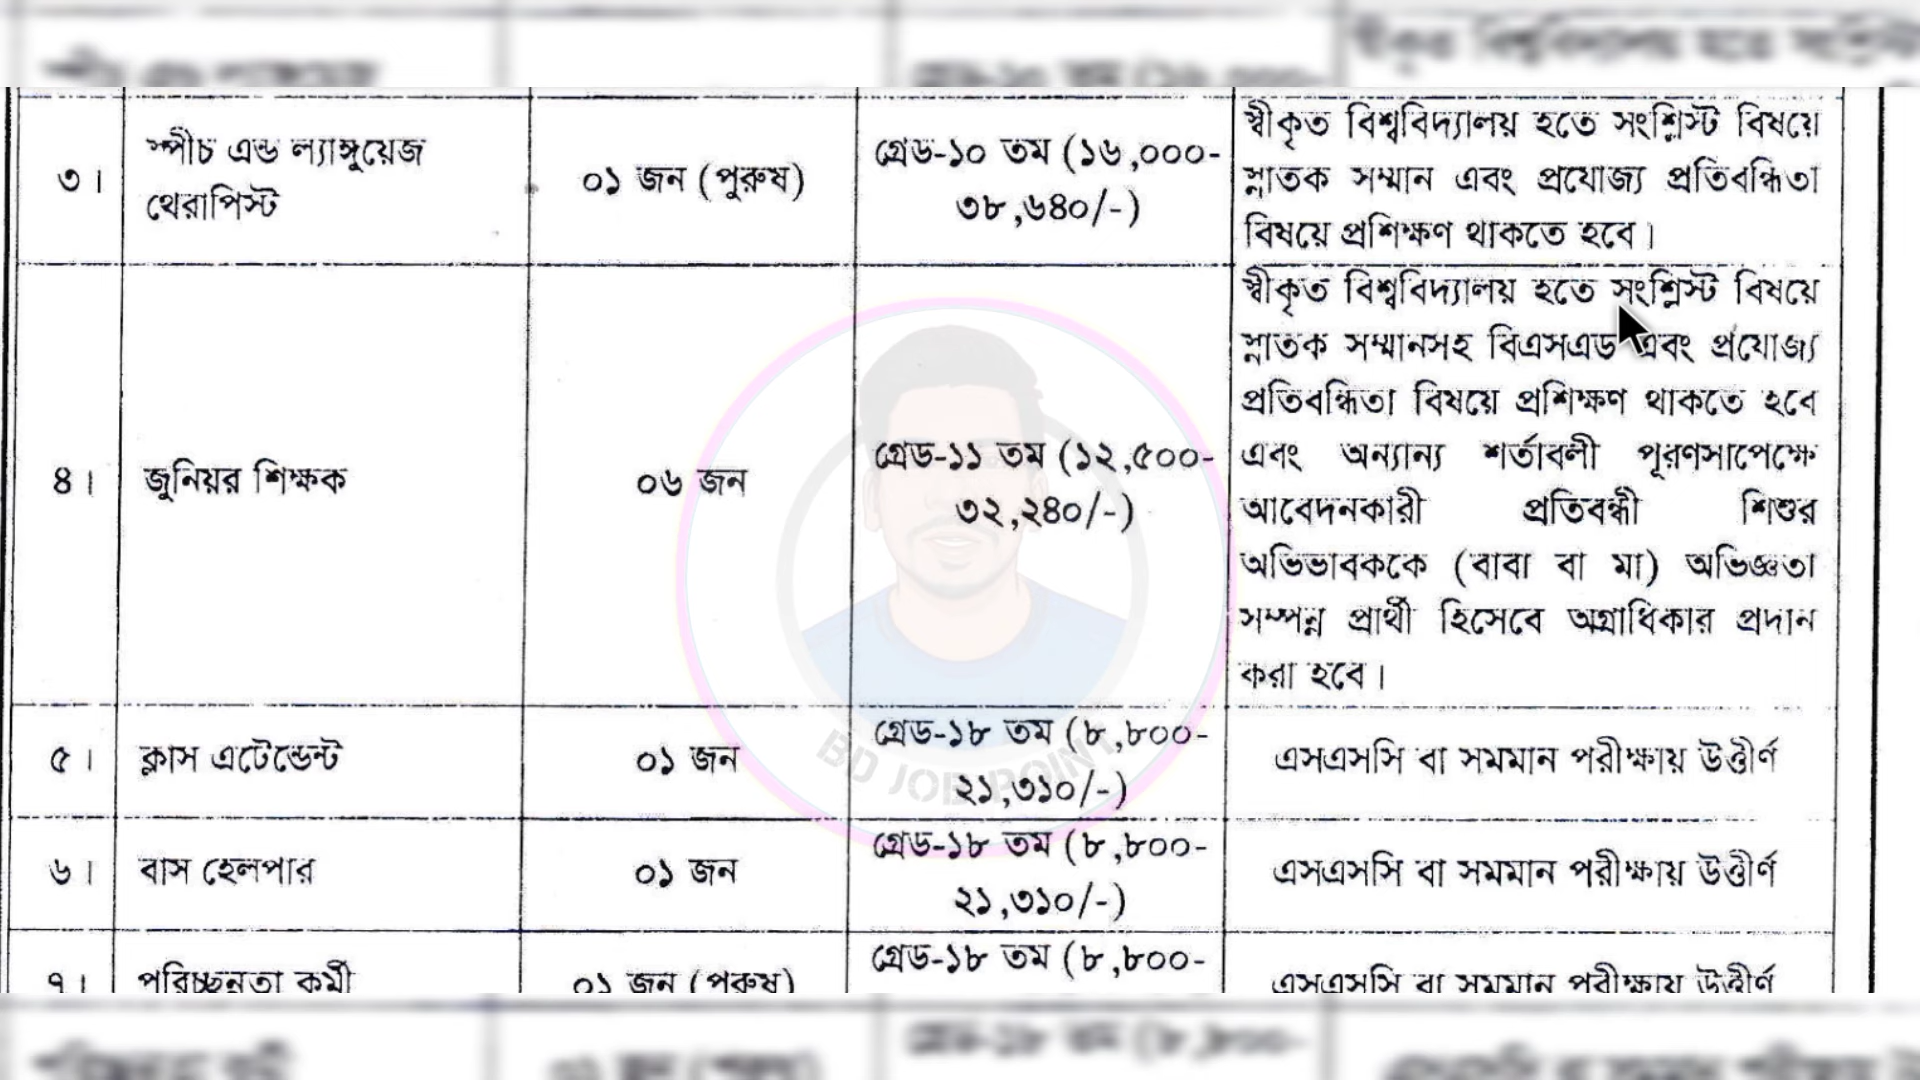 ৩।
স্পীচ এন্ড ল্যাঙ্গুয়েজ
থেরাপিস্ট
০১ জন (পুরুষ)
গ্রেড-১০ তম (১৬,০০০-
৩৮,৬৪০/-)
স্বীকৃত বিশ্ববিদ্যালয় হতে সংশ্লিস্ট বিষয়ে
স্নাতক সম্মান এবং প্রযোজ্য প্রতিবন্ধিতা
বিষয়ে প্রশিক্ষণ থাকতে হবে।
৪।
জুনিয়র শিক্ষক
০৬ জন
গ্রেড-১১ তম (১২,৫০০-
৩২,২৪০/-)
স্বীকৃত বিশ্ববিদ্যালয় হতে সংশ্লিস্ট বিষয়ে
স্নাতক সম্মানসহ বিএসএড এবং প্রযোজ্য
প্রতিবন্ধিতা বিষয়ে প্রশিক্ষণ থাকতে হবে
এবং অন্যান্য শর্তাবলী পূরণসাপেক্ষে
আবেদনকারী প্রতিবন্ধী শিশুর
অভিভাবককে (বাবা বা মা) অভিজ্ঞতা
সম্পন্ন প্রার্থী হিসেবে অগ্রাধিকার প্রদান
করা হবে।
৫।
ক্লাস এটেন্ডেন্ট
০১ জন
গ্রেড-১৮ তম (৮,৮০০-
২১,৩১০/-)
এসএসসি বা সমমান পরীক্ষায় উত্তীর্ণ
৬।
বাস হেলপার
০১ জন
গ্রেড-১৮ তম (৮,৮০০-
২১,৩১০/-)
এসএসসি বা সমমান পরীক্ষায় উত্তীর্ণ
৭।
পরিচ্ছনতা কর্মী
০১ জন (পুরুষ)
গ্রেড-১৮ তম (৮,৮০০-
এসএসসি বা সমমান পরীক্ষায় উত্তীর্ণ
BD JOB POINT